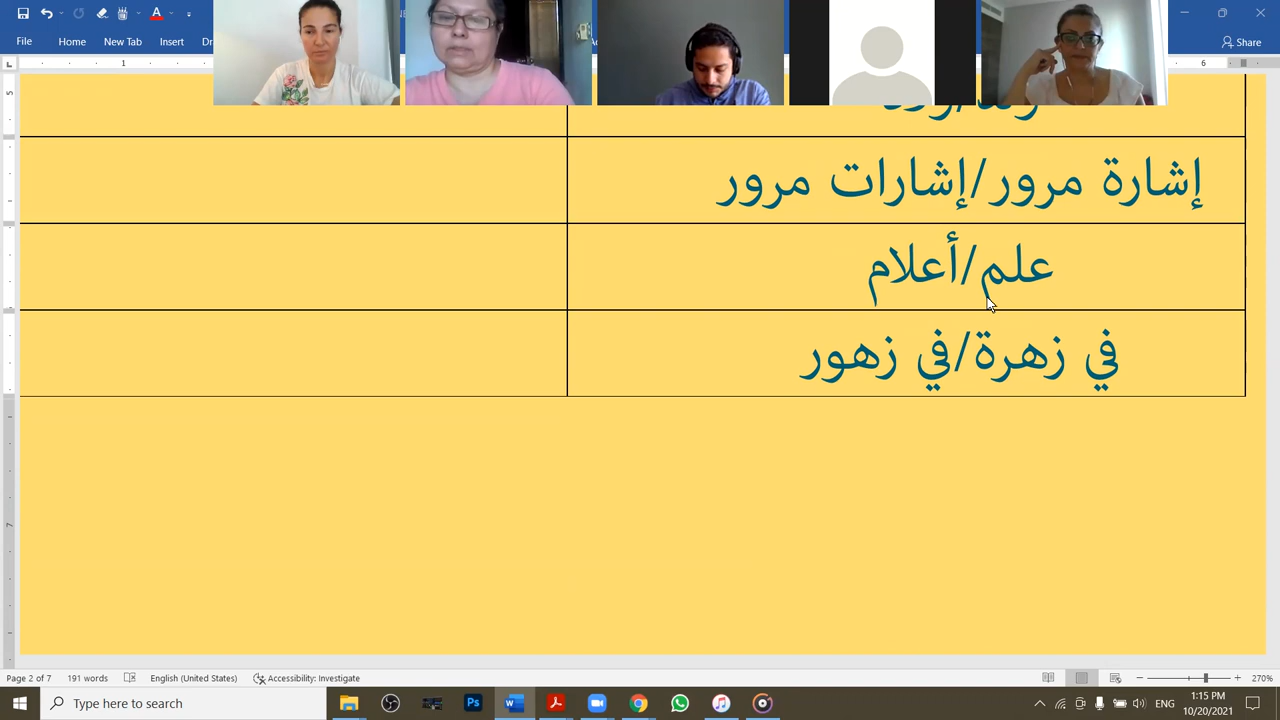 File Home New Tab Insert Share
1 6
إشارة مرور/إشارات مرور
علم/أعلام
في زهرة/في زهور
Page 2 of 7 191 words English (United States) Accessibility: Investigate 270%
Type here to search ENG 1:15 PM
10/20/2021